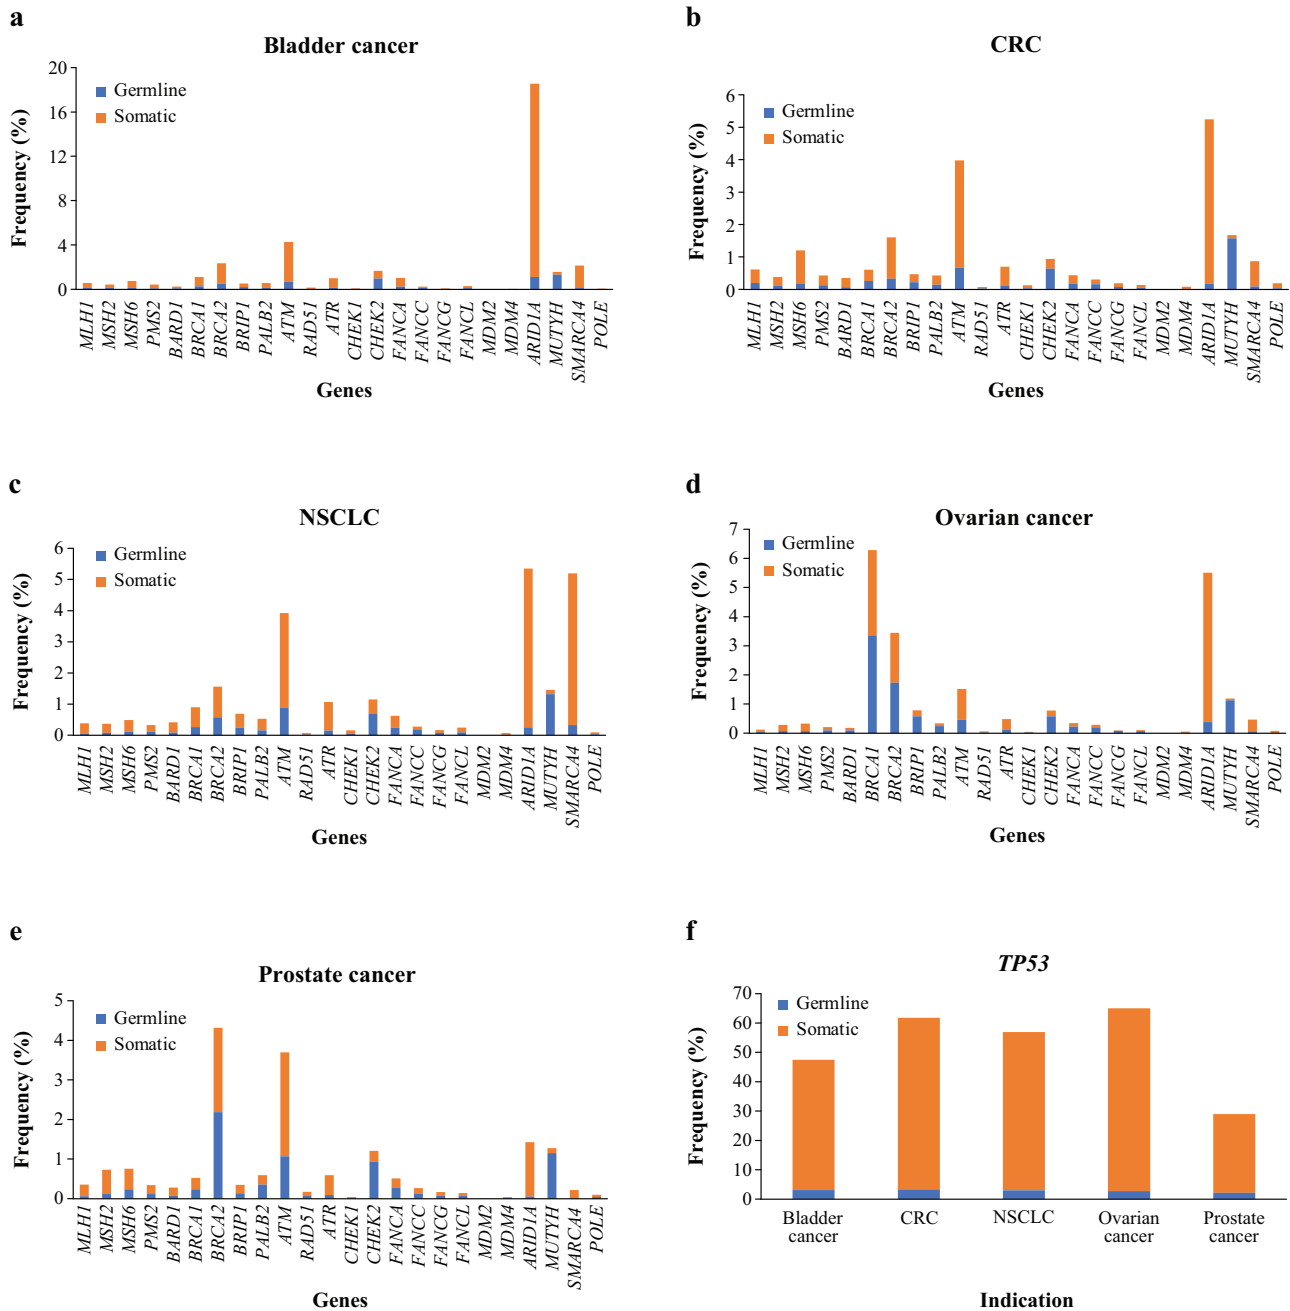 a
Bladder cancer
Frequency (%)
20
16
12
8
4
0
Germline
Somatic
MLH1
MSH2
MSH6
PMS2
BARD1
BRCA1
BRCA2
BRIP1
PALB2
ATM
RAD51
ATR
CHEK1
CHEK2
FANCA
FANCC
FANCG
FANCL
MDM2
MDM4
ARID1A
MUTYH
SMARCA4
POLE
Genes
b
CRC
Frequency (%)
6
5
4
3
2
1
0
Germline
Somatic
MLH1
MSH2
MSH6
PMS2
BARD1
BRCA1
BRCA2
BRIP1
PALB2
ATM
RAD51
ATR
CHEK1
CHEK2
FANCA
FANCC
FANCG
FANCL
MDM2
MDM4
ARID1A
MUTYH
SMARCA4
POLE
Genes
c
NSCLC
Frequency (%)
6
5
4
3
2
1
0
Germline
Somatic
MLH1
MSH2
MSH6
PMS2
BARD1
BRCA1
BRCA2
BRIP1
PALB2
ATM
RAD51
ATR
CHEK1
CHEK2
FANCA
FANCC
FANCG
FANCL
MDM2
MDM4
ARID1A
MUTYH
SMARCA4
POLE
Genes
d
Ovarian cancer
Frequency (%)
7
6
5
4
3
2
1
0
Germline
Somatic
MLH1
MSH2
MSH6
PMS2
BARD1
BRCA1
BRCA2
BRIP1
PALB2
ATM
RAD51
ATR
CHEK1
CHEK2
FANCA
FANCC
FANCG
FANCL
MDM2
MDM4
ARID1A
MUTYH
SMARCA4
POLE
Genes
e
Prostate cancer
Frequency (%)
5
4
3
2
1
0
Germline
Somatic
MLH1
MSH2
MSH6
PMS2
BARD1
BRCA1
BRCA2
BRIP1
PALB2
ATM
RAD51
ATR
CHEK1
CHEK2
FANCA
FANCC
FANCG
FANCL
MDM2
MDM4
ARID1A
MUTYH
SMARCA4
POLE
Genes
f
TP53
Frequency (%)
70
60
50
40
30
20
10
0
Germline
Somatic
Bladder
cancer
CRC
NSCLC
Ovarian
cancer
Prostate
cancer
Indication